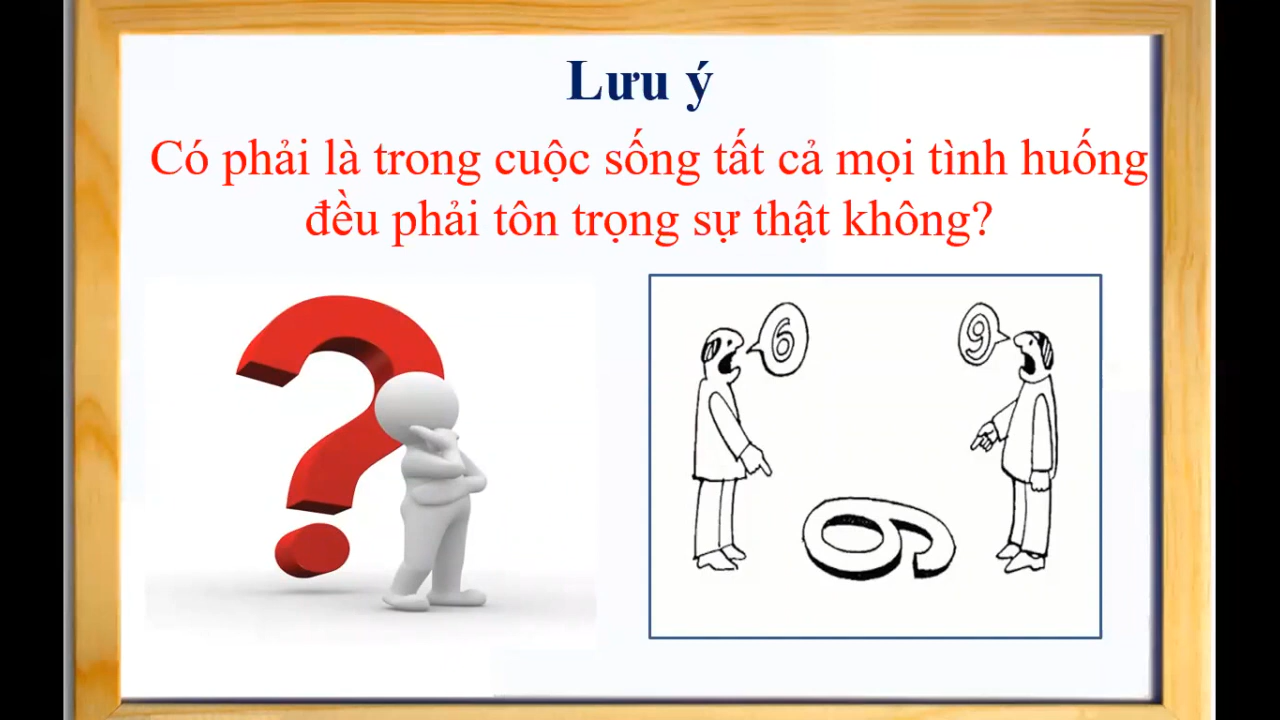 Lưu ý
Có phải là trong cuộc sống tất cả mọi tình huống
đều phải tôn trọng sự thật không?
6
9
6